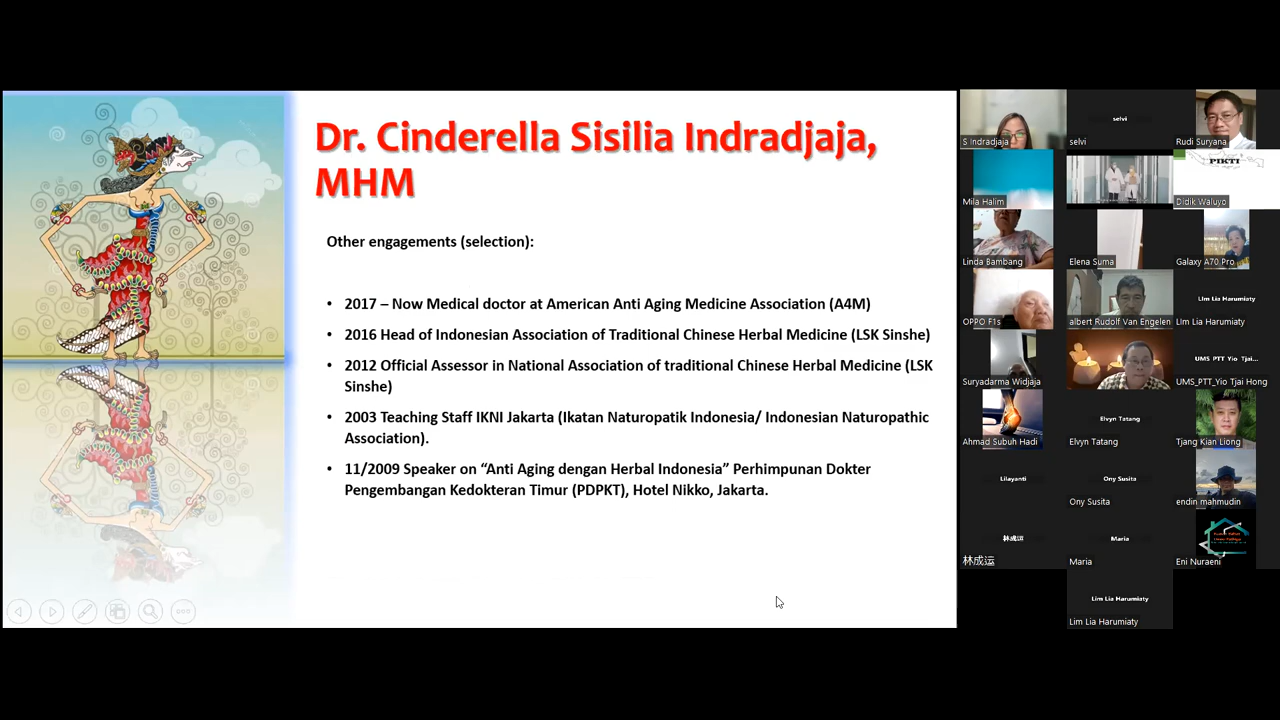 Dr. Cinderella Sisilia Indradjaja,
MHM
Other engagements (selection):
• 2017 – Now Medical doctor at American Anti Aging Medicine Association (A4M)
• 2016 Head of Indonesian Association of Traditional Chinese Herbal Medicine (LSK Sinshe)
• 2012 Official Assessor in National Association of traditional Chinese Herbal Medicine (LSK
Sinshe)
• 2003 Teaching Staff IKNI Jakarta (Ikatan Naturopatik Indonesia/ Indonesian Naturopathic
Association).
• 11/2009 Speaker on “Anti Aging dengan Herbal Indonesia” Perhimpunan Dokter
Pengembangan Kedokteran Timur (PDPKT), Hotel Nikko, Jakarta.
S Indradjaja
selvi
selvi
Rudi Suryana
Mila Halim
PIKTI
Didik Waluyo
Linda Bambang
Elena Suma
Galaxy A70 Pro
OPPO F1s
albert Rudolf Van Engelen
LIm Lia Harumiaty
LIm Lia Harumiaty
Suryadarma Widjaja
UMS PTT Yio Tjai...
UMS_PTT_Yio Tjai Hong
Ahmad Subuh Hadi
Elvyn Tatang
Elvyn Tatang
Tjang Kian Liong
Lilayanti
Ony Susita
Ony Susita
endin mahmudin
林成运
林成运
Maria
Maria
Eni Nuraeni
Lim Lia Harumiaty
Lim Lia Harumiaty